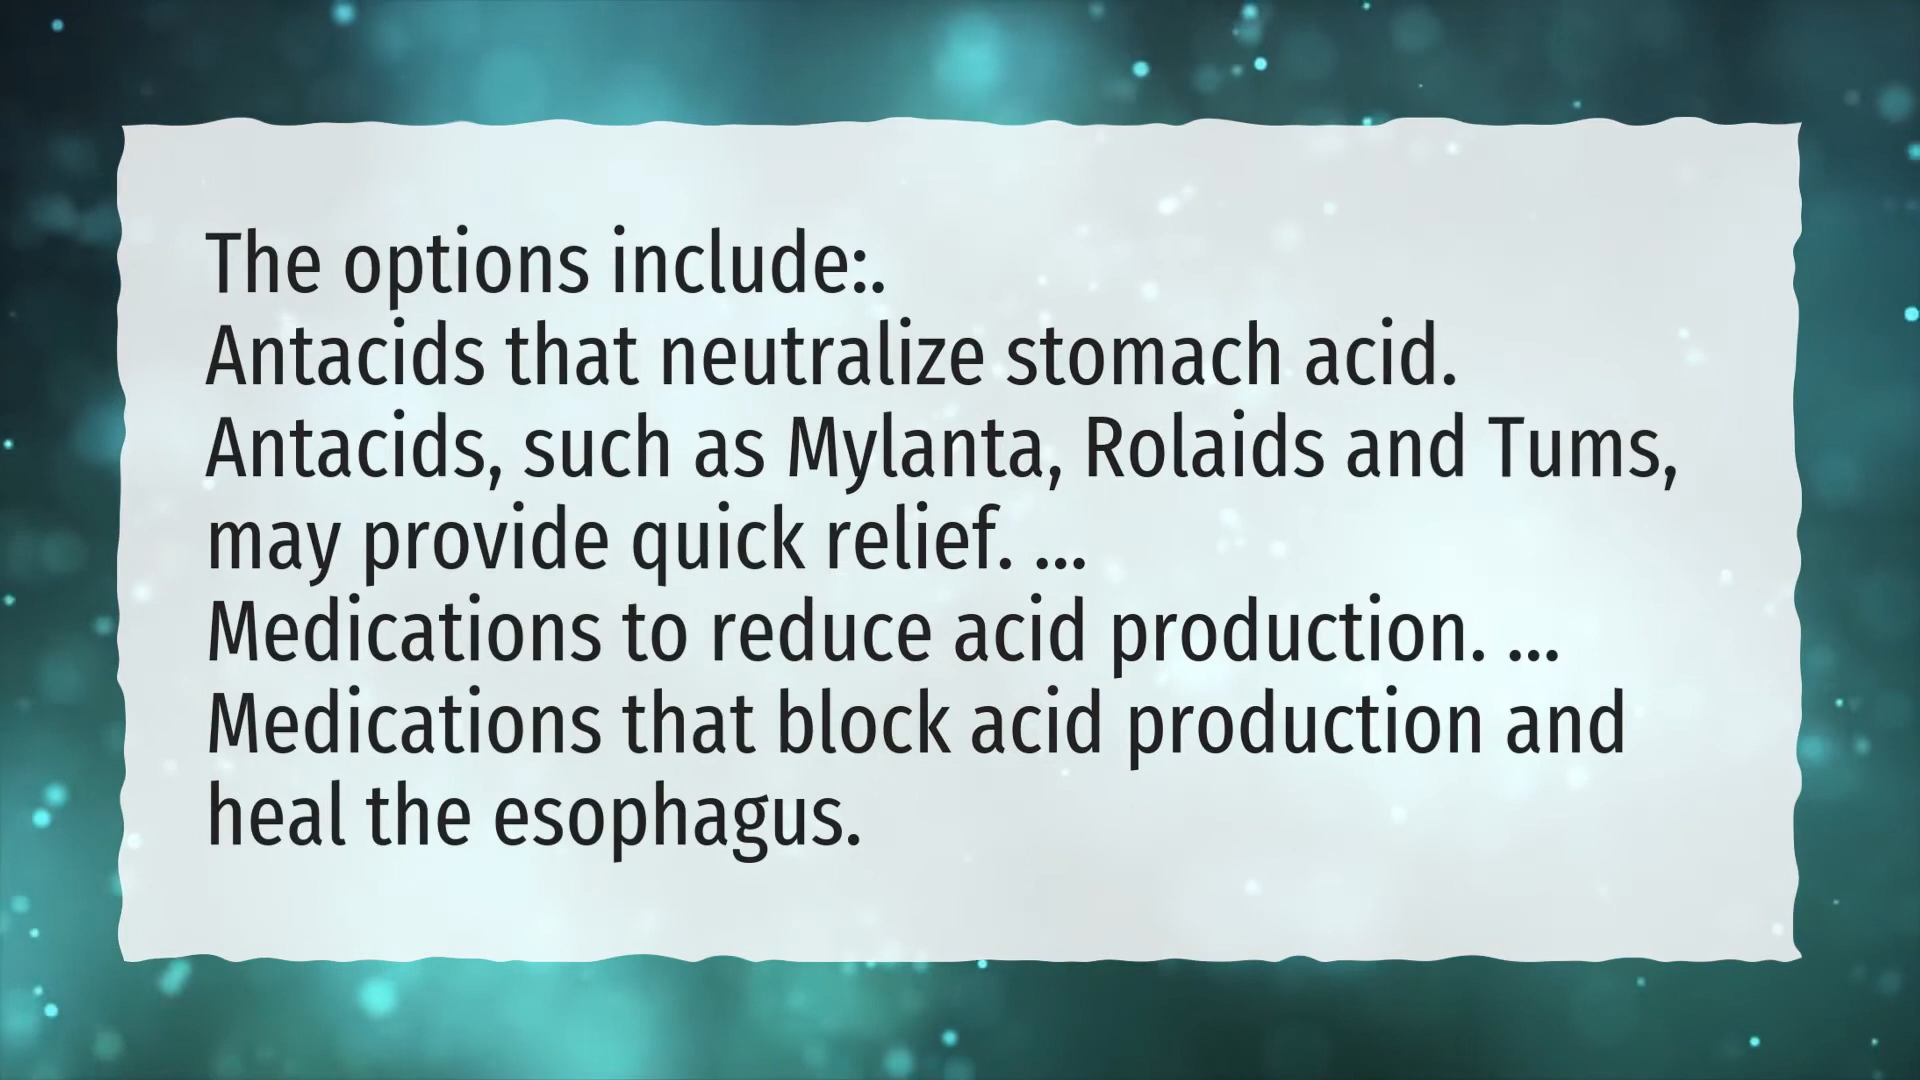 The options include:.
Antacids that neutralize stomach acid.
Antacids, such as Mylanta, Rolaids and Tums,
may provide quick relief. ...
Medications to reduce acid production. ...
Medications that block acid production and
heal the esophagus.